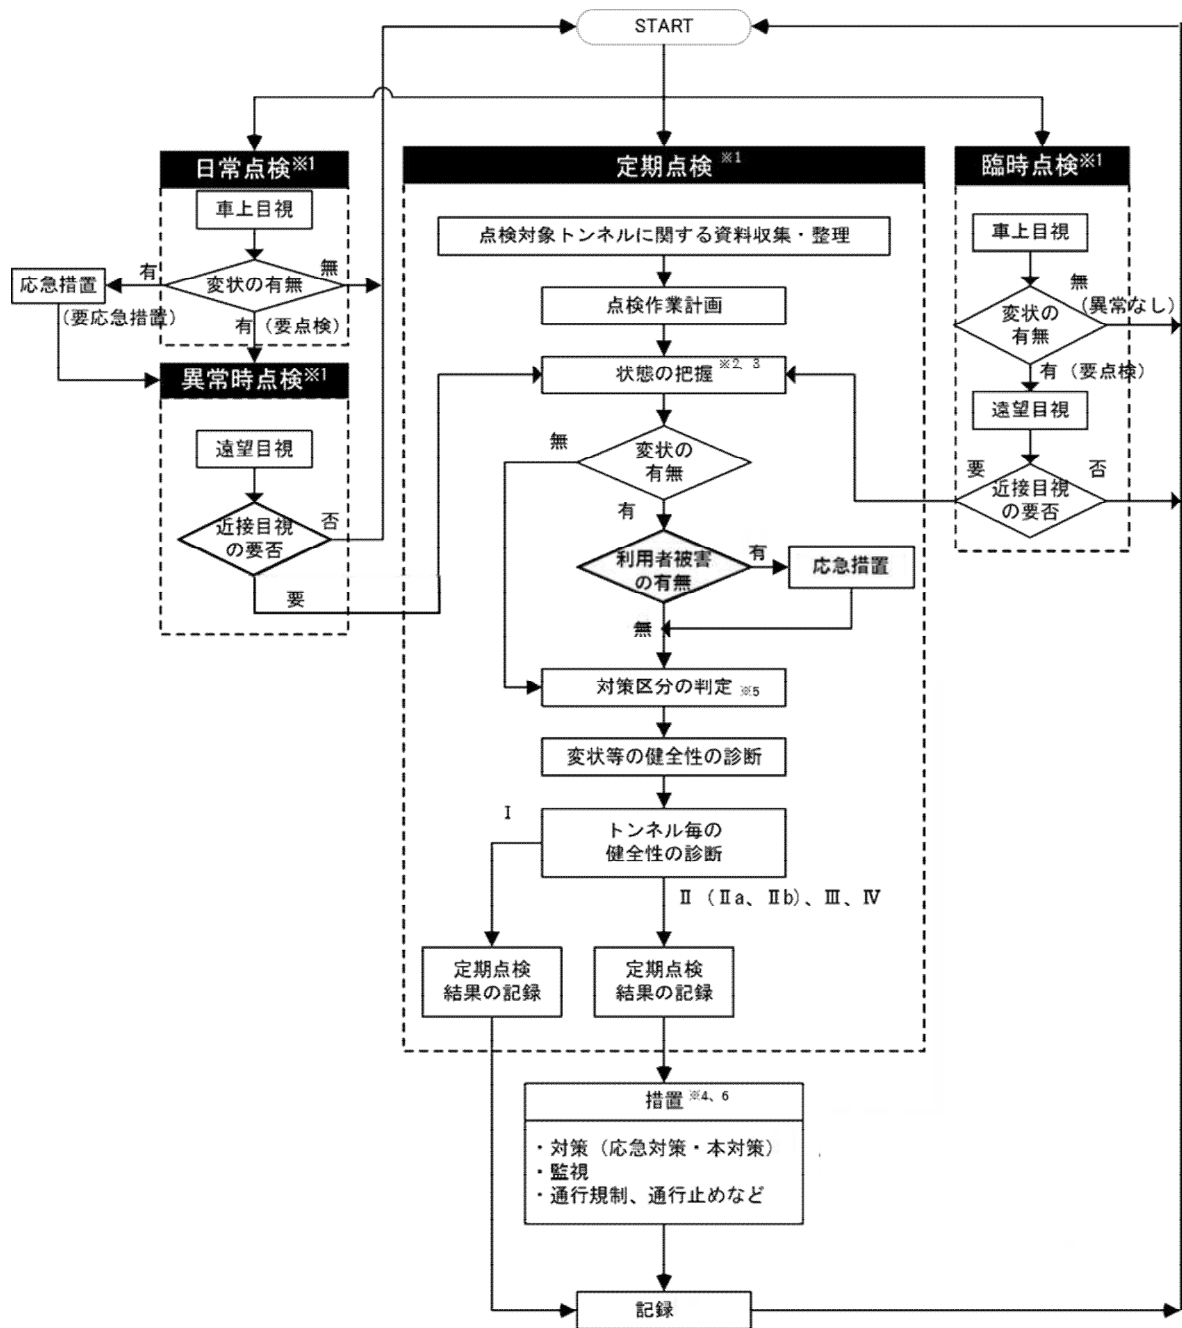 START
日常点検※1
車上目視
変状の有無
有
無
応急措置
(要応急措置)
有(要点検)
異常時点検※1
遠望目視
近接目視
の要否
否
要
定期点検 ※1
点検対象トンネルに関する資料収集・整理
点検作業計画
状態の把握※2、3
変状の
有無
無
有
利用者被害
の有無
有
応急措置
無
対策区分の判定 ※5
変状等の健全性の診断
トンネル毎の
健全性の診断
Ⅰ
Ⅱ(Ⅱa、Ⅱb)、Ⅲ、Ⅳ
定期点検
結果の記録
定期点検
結果の記録
措置※4、6
・対策(応急対策・本対策)
・監視
・通行規制、通行止めなど
記録
臨時点検※1
車上目視
変状の
有無
無
(異常なし)
有(要点検)
遠望目視
近接目視
の要否
要
否